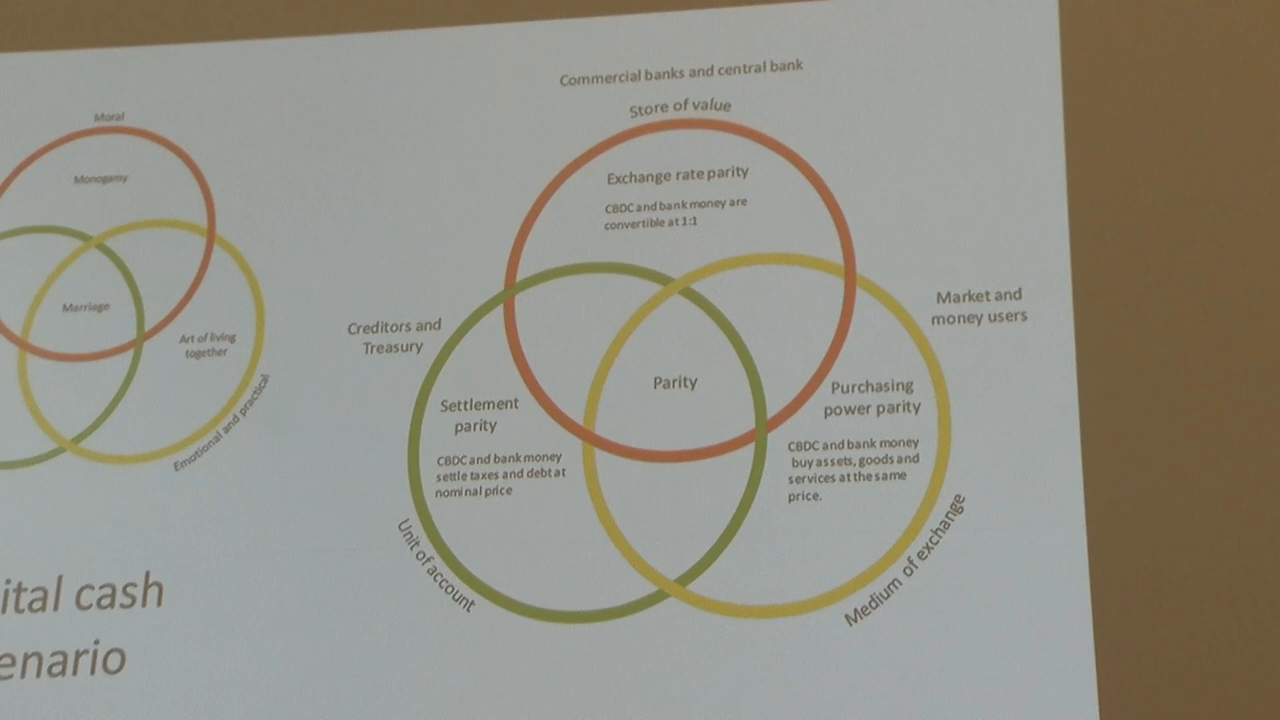 Moral
Monogamy
Marriage
Art of living
together
Emotional and practical
ital cash
enario
Commercial banks and central bank
Store of value
Exchange rate parity
CBDC and bank money are
convertible at 1:1
Creditors and
Treasury
Market and
money users
Parity
Settlement
parity
CBDC and bank money
settle taxes and debt at
nominal price
Purchasing
power parity
CBDC and bank money
buy assets, goods and
services at the same
price.
Unit of account
Medium of exchange